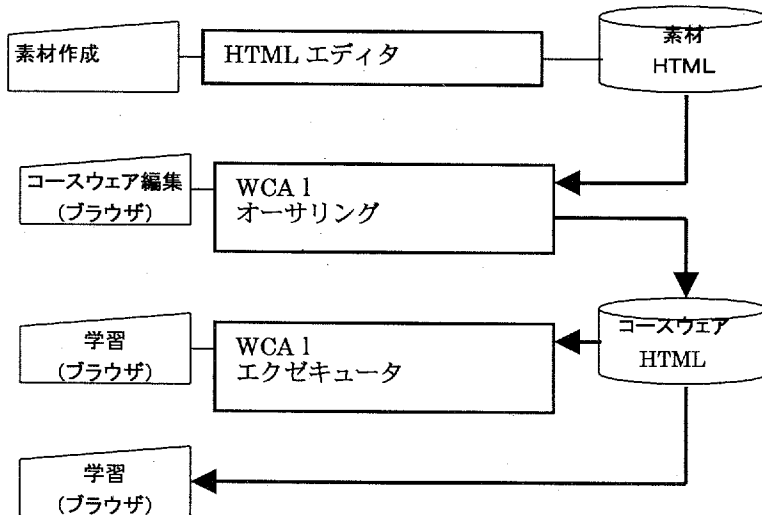 素材作成
HTML エディタ
素材
HTML
コースウェア編集
(ブラウザ)
WCA 1
オーサリング
学習
(ブラウザ)
WCA 1
エクゼキュータ
コースウェア
HTML
学習
(ブラウザ)